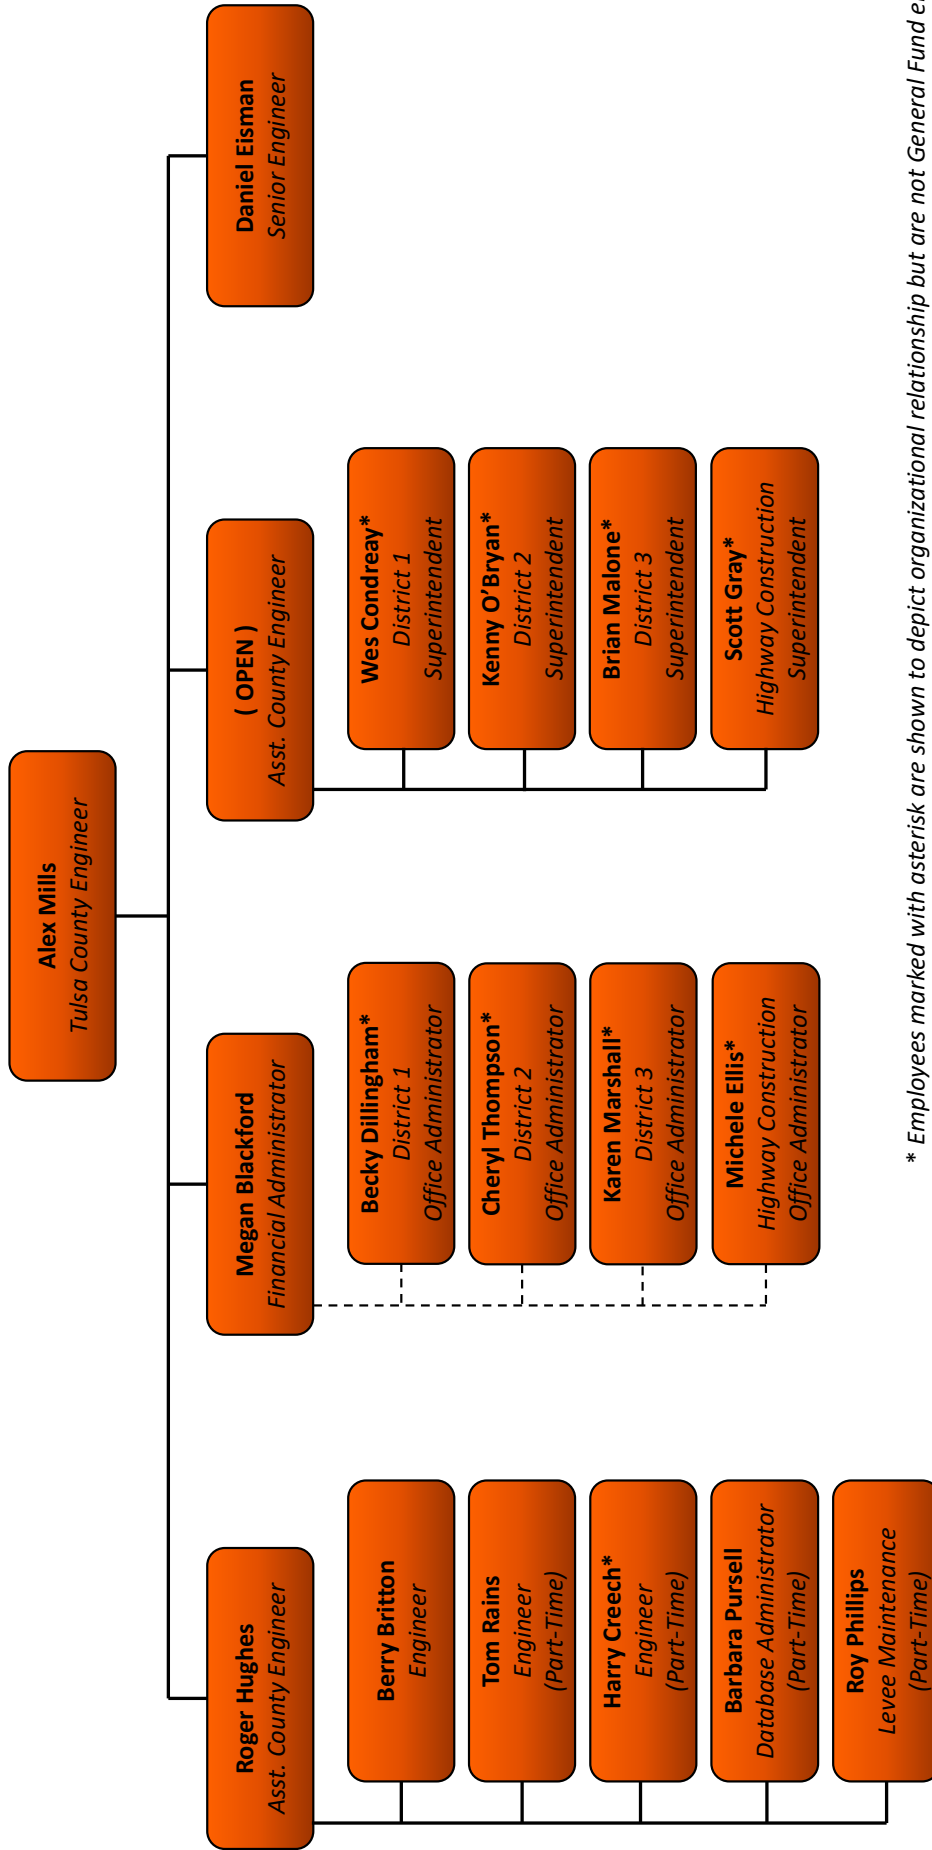 Alex Mills
Tulsa County Engineer
Roger Hughes
Asst. County Engineer
Megan Blackford
Financial Administrator
( OPEN )
Asst. County Engineer
Daniel Eisman
Senior Engineer
Berry Britton
Engineer
Tom Rains
Engineer
(Part-Time)
Harry Creech*
Engineer
(Part-Time)
Barbara Pursell
Database Administrator
(Part-Time)
Roy Phillips
Levee Maintenance
(Part-Time)
Becky Dillingham*
District 1
Office Administrator
Cheryl Thompson*
District 2
Office Administrator
Karen Marshall*
District 3
Office Administrator
Michele Ellis*
Highway Construction
Office Administrator
Wes Condreay*
District 1
Superintendent
Kenny O’Bryan*
District 2
Superintendent
Brian Malone*
District 3
Superintendent
Scott Gray*
Highway Construction
Superintendent
* Employees marked with asterisk are shown to depict organizational relationship but are not General Fund